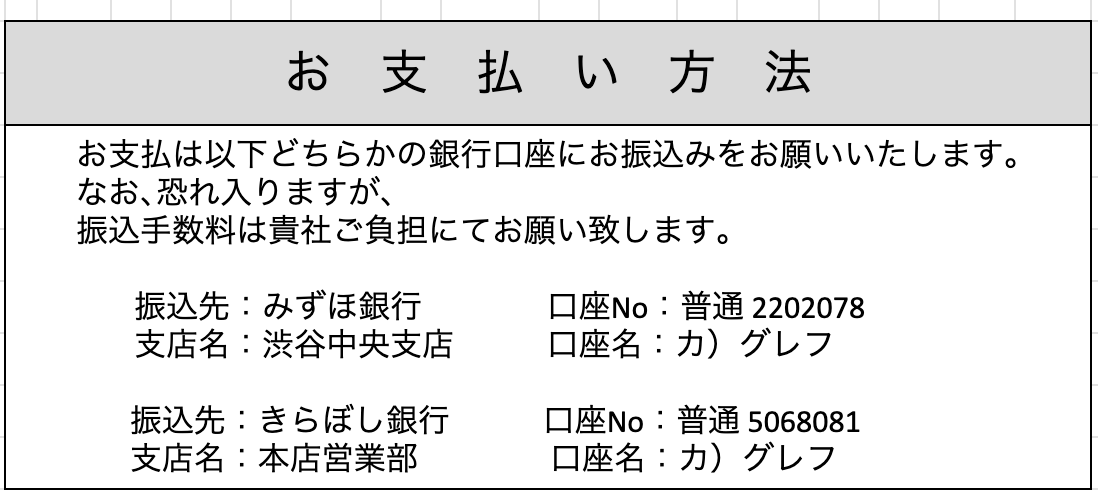 お支払い方法
お支払は以下どちらかの銀行口座にお振込みをお願いいたします。
なお、恐れ入りますが、
振込手数料は貴社ご負担にてお願い致します。
振込先：みずほ銀行　口座No：普通 2202078
支店名：渋谷中央支店　口座名：カ）グレフ
振込先：きらぼし銀行　口座No：普通 5068081
支店名：本店営業部　口座名：カ）グレフ